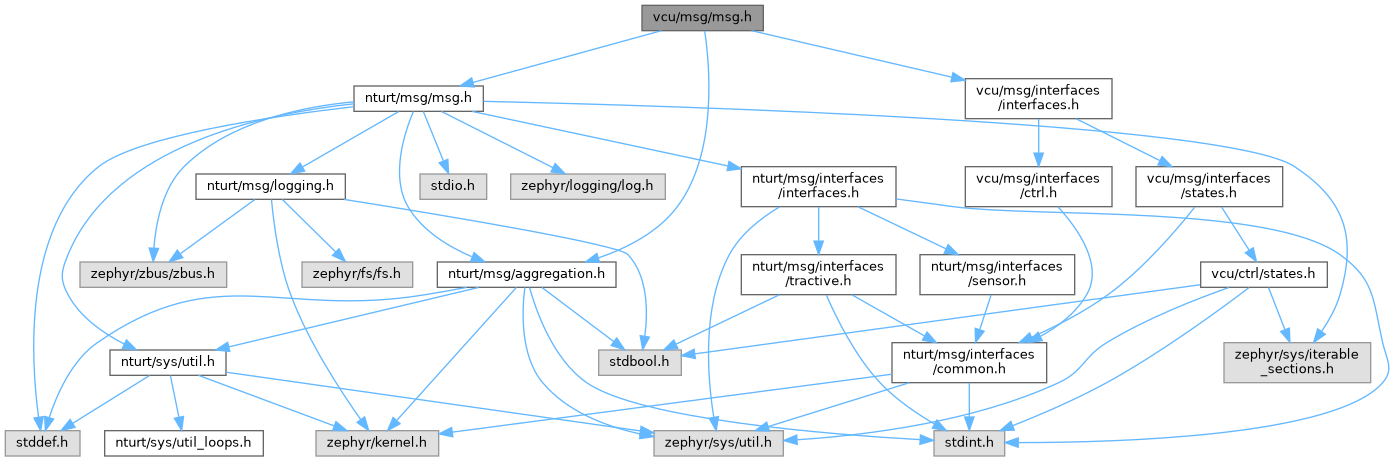 vcu/msg/msg.h
nturt/msg/msg.h
vcu/msg/interfaces
/interfaces.h
nturt/msg/logging.h
stdio.h
zephyr/logging/log.h
nturt/msg/interfaces
/interfaces.h
vcu/msg/interfaces
/ctrl.h
vcu/msg/interfaces
/states.h
zephyr/zbus/zbus.h
zephyr/fs/fs.h
nturt/msg/aggregation.h
nturt/msg/interfaces
/tractive.h
nturt/msg/interfaces
/sensor.h
vcu/ctrl/states.h
nturt/sys/util.h
stdbool.h
nturt/msg/interfaces
/common.h
zephyr/sys/iterable
_sections.h
stddef.h
nturt/sys/util_loops.h
zephyr/kernel.h
zephyr/sys/util.h
stdint.h